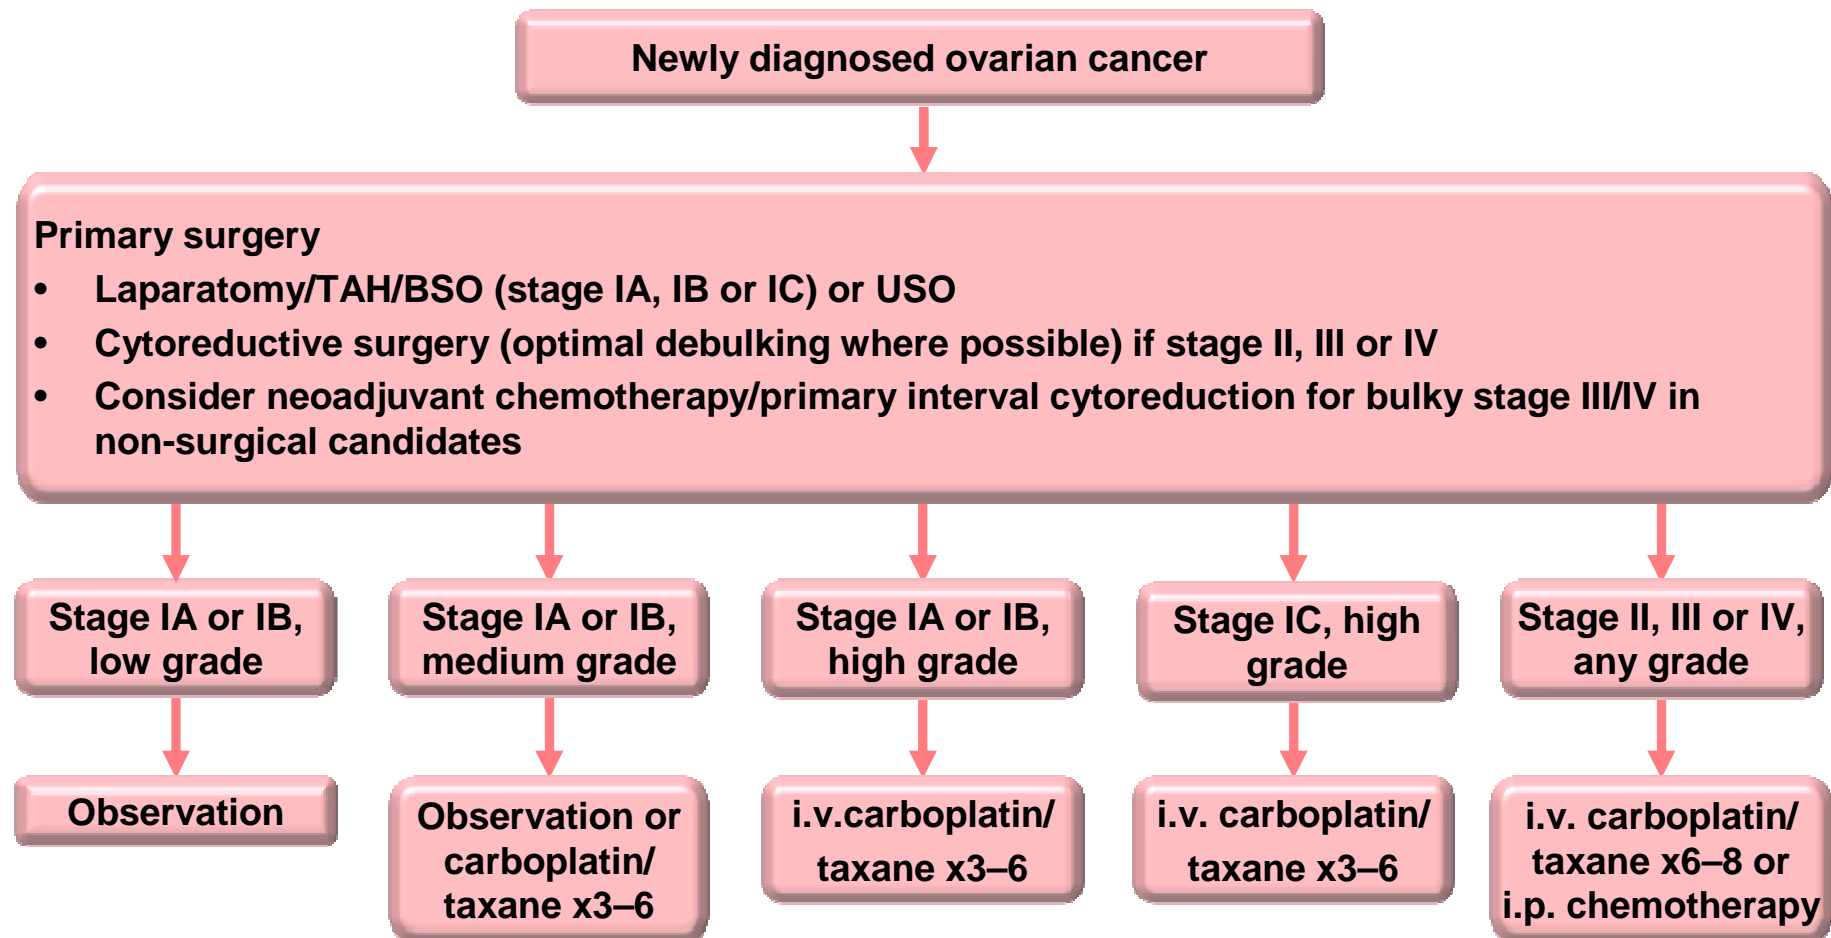 Newly diagnosed ovarian cancer
Primary surgery
• Laparatomy/TAH/BSO (stage IA, IB or IC) or USO
• Cytoreductive surgery (optimal debulking where possible) if stage II, III or IV
• Consider neoadjuvant chemotherapy/primary interval cytoreduction for bulky stage III/IV in
non-surgical candidates
Stage IA or IB,
low grade
Stage IA or IB,
medium grade
Stage IA or IB,
high grade
Stage IC, high
grade
Stage II, III or IV,
any grade
Observation
Observation or
carboplatin/
taxane x3–6
i.v.carboplatin/
taxane x3–6
i.v. carboplatin/
taxane x3–6
i.v. carboplatin/
taxane x6–8 or
i.p. chemotherapy